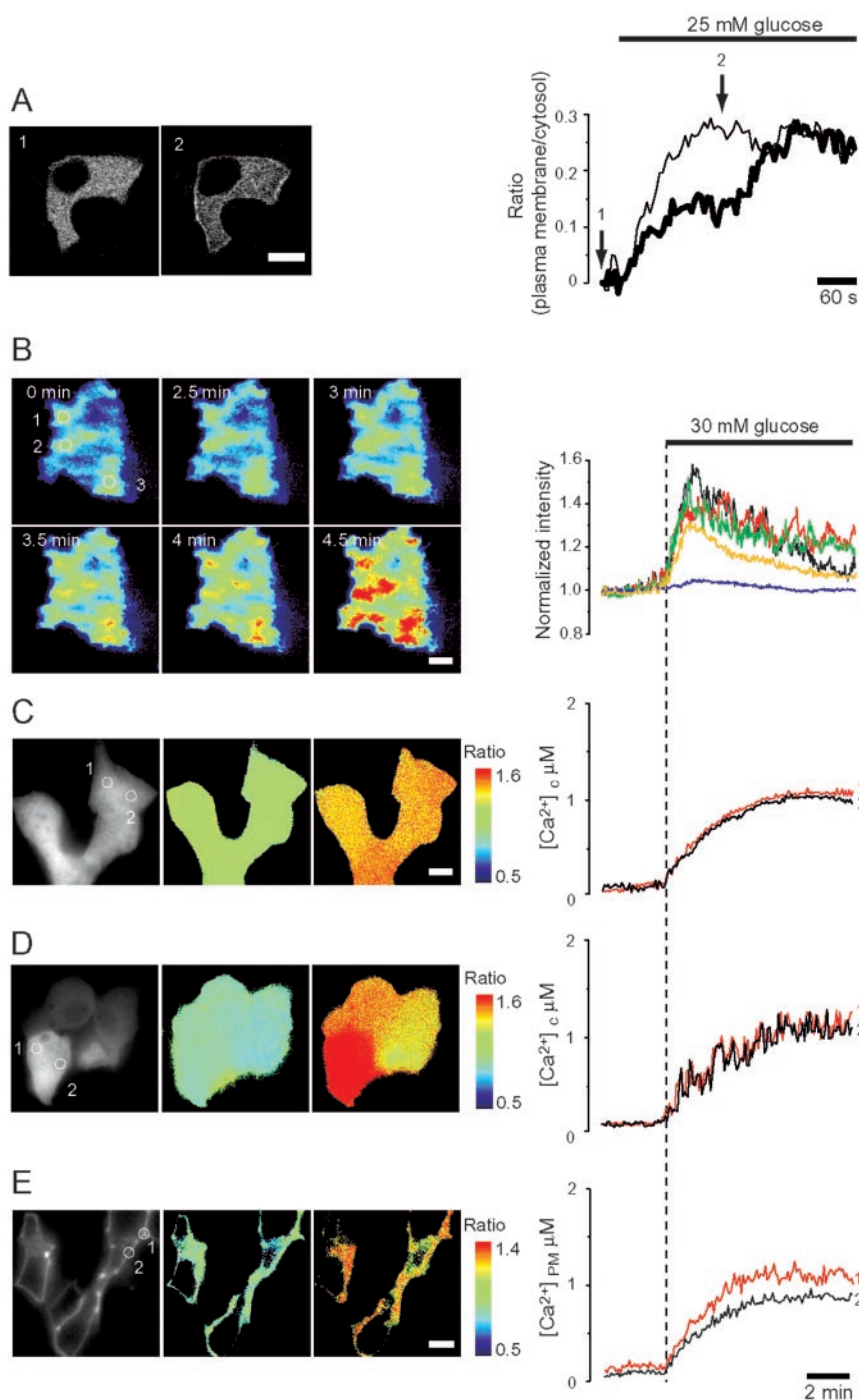 25 mM glucose
A
1
2
2
1
0.3
0.2
0.1
0
Ratio
(plasma membrane/cytosol)
60 s
B
0 min
2.5 min
3 min
1
2
3
3.5 min
4 min
4.5 min
30 mM glucose
1.6
1.4
1.2
1.0
0.8
Normalized intensity
C
1
2
Ratio
1.6
0.5
2
1
0
[Ca2+] c μM
D
1
2
Ratio
1.6
0.5
2
1
0
[Ca2+] c μM
E
1
2
Ratio
1.4
0.5
2
1
0
[Ca2+] PM μM
1
2
2 min